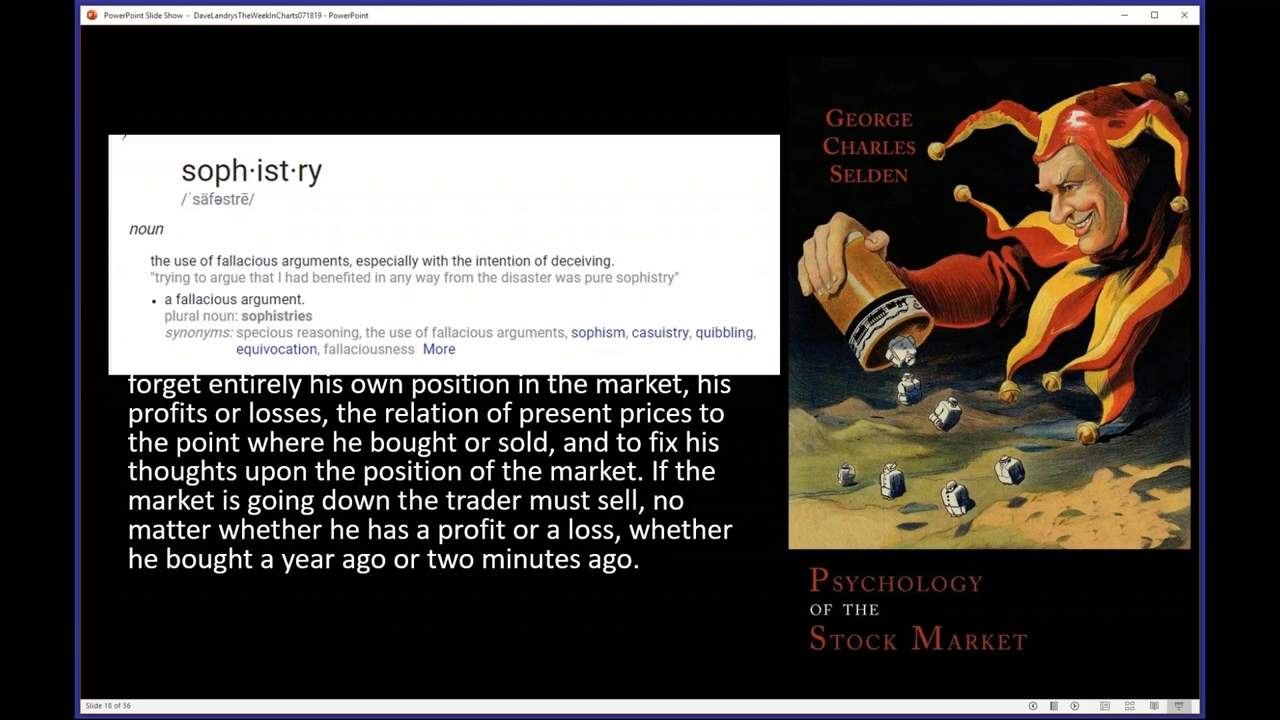 PowerPoint Slide Show - DaveLandrysTheWeekInCharts071819 - PowerPoint
soph·ist·ry
/ˈsäfəstrē/
noun
the use of fallacious arguments, especially with the intention of deceiving.
"trying to argue that I had benefited in any way from the disaster was pure sophistry"
• a fallacious argument.
plural noun: sophistries
synonyms: specious reasoning, the use of fallacious arguments, sophism, casuistry, quibbling,
equivocation, fallaciousness More
forget entirely his own position in the market, his
profits or losses, the relation of present prices to
the point where he bought or sold, and to fix his
thoughts upon the position of the market. If the
market is going down the trader must sell, no
matter whether he has a profit or a loss, whether
he bought a year ago or two minutes ago.
GEORGE
CHARLES
SELDEN
PSYCHOLOGY
OF THE
STOCK MARKET
Slide 18 of 56